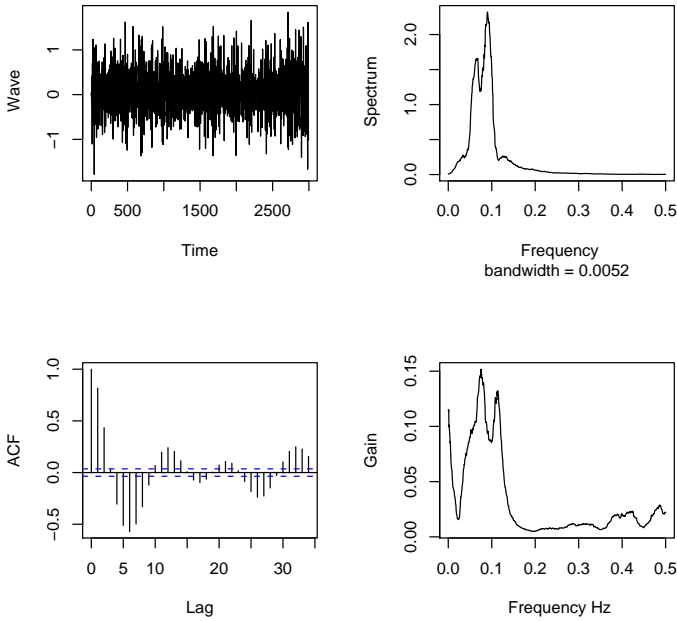 Wave
1
0
−1
0 500 1500 2500
Time
Spectrum
2.0
1.0
0.0
0.0 0.1 0.2 0.3 0.4 0.5
Frequency
bandwidth = 0.0052
ACF
1.0
0.5
0.0
−0.5
0 5 10 20 30
Lag
Gain
0.15
0.10
0.05
0.00
0.0 0.1 0.2 0.3 0.4 0.5
Frequency Hz